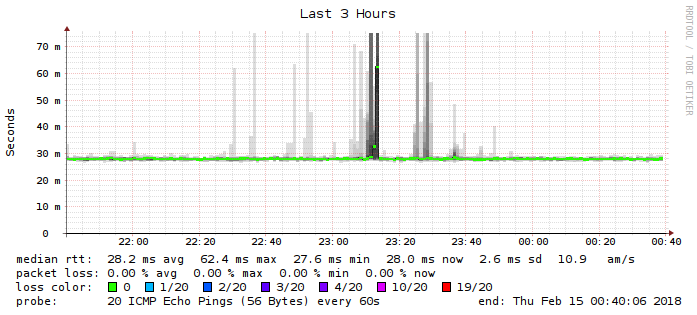 Last 3 Hours
RRDTOOL / TOBI OETIKER
Seconds
70 m
60 m
50 m
40 m
30 m
20 m
10 m
0
22:00 22:20 22:40 23:00 23:20 23:40 00:00 00:20 00:40
median rtt: 28.2 ms avg 62.4 ms max 27.6 ms min 28.0 ms now 2.6 ms sd 10.9 am/s
packet loss: 0.00 % avg 0.00 % max 0.00 % min 0.00 % now
loss color: 0 1/20 2/20 3/20 4/20 10/20 19/20
probe: 20 ICMP Echo Pings (56 Bytes) every 60s end: Thu Feb 15 00:40:06 2018